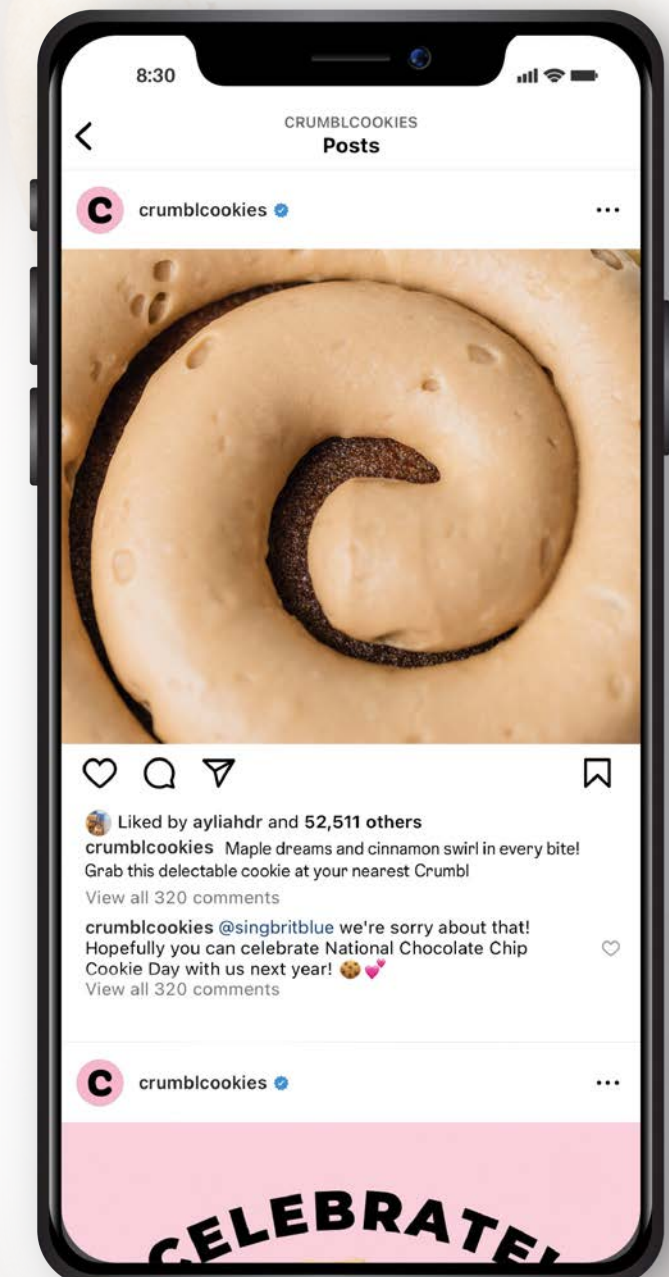 8:30
CRUMBLCOOKIES
Posts
C crumblcookies
Liked by ayliahdr and 52,511 others
crumblcookies Maple dreams and cinnamon swirl in every bite!
Grab this delectable cookie at your nearest Crumbl
View all 320 comments
crumblcookies @singbritblue we're sorry about that!
Hopefully you can celebrate National Chocolate Chip
Cookie Day with us next year! 🍪 💕
View all 320 comments
C crumblcookies
CELEBRATE!